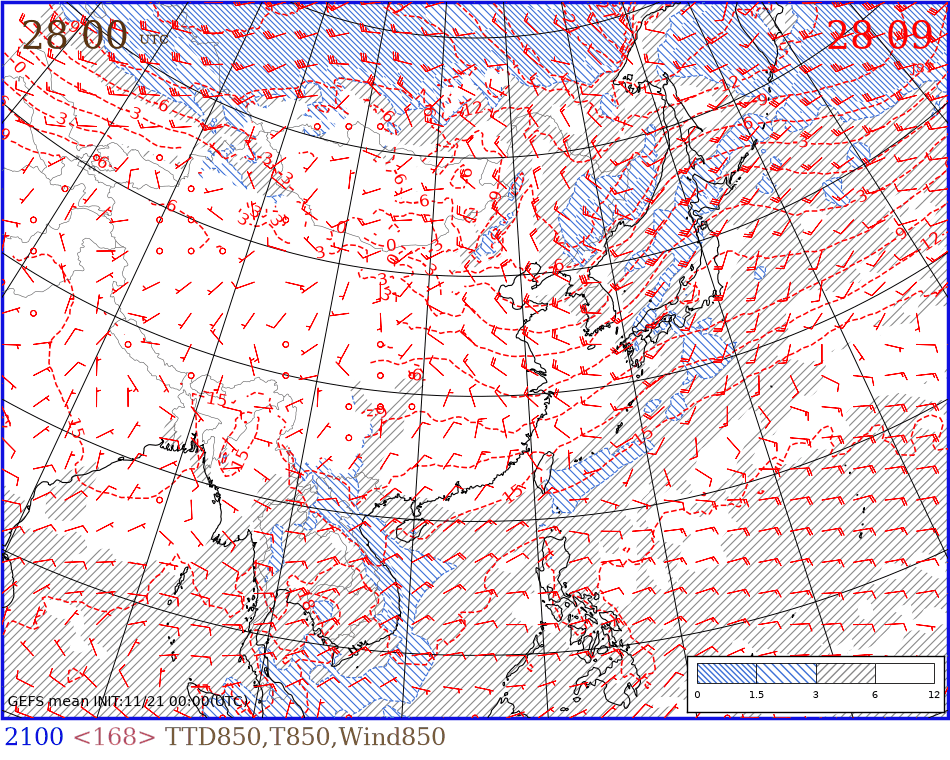 28 00 UTC
28 09
GEFS mean INIT:11/21 00:00(UTC)
0 1.5 3 6 12
2100 <168> TTD850,T850,Wind850